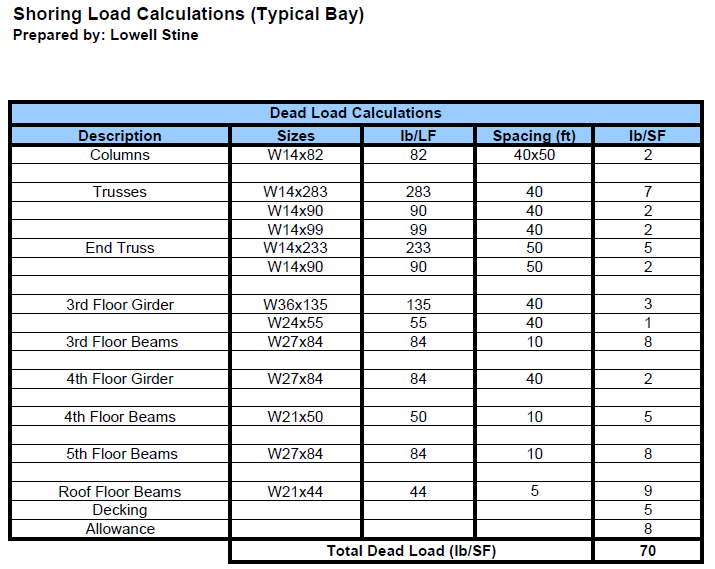 Shoring Load Calculations (Typical Bay)
Prepared by: Lowell Stine
Dead Load Calculations
Description Sizes lb/LF Spacing (ft) lb/SF
Columns W14x82 82 40x50 2
Trusses W14x283 283 40 7
W14x90 90 40 2
W14x99 99 40 2
End Truss W14x233 233 50 5
W14x90 90 50 2
3rd Floor Girder W36x135 135 40 3
W24x55 55 40 1
3rd Floor Beams W27x84 84 10 8
4th Floor Girder W27x84 84 40 2
4th Floor Beams W21x50 50 10 5
5th Floor Beams W27x84 84 10 8
Roof Floor Beams W21x44 44 5 9
Decking 5
Allowance 8
Total Dead Load (lb/SF) 70